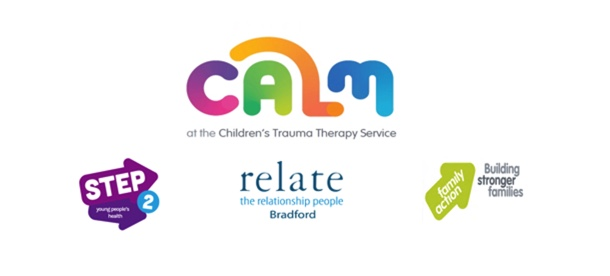 CALM
at the Children's Trauma Therapy Service
STEP
2
young people's
health
relate
the relationship people
Bradford
family
action
Building
stronger
families